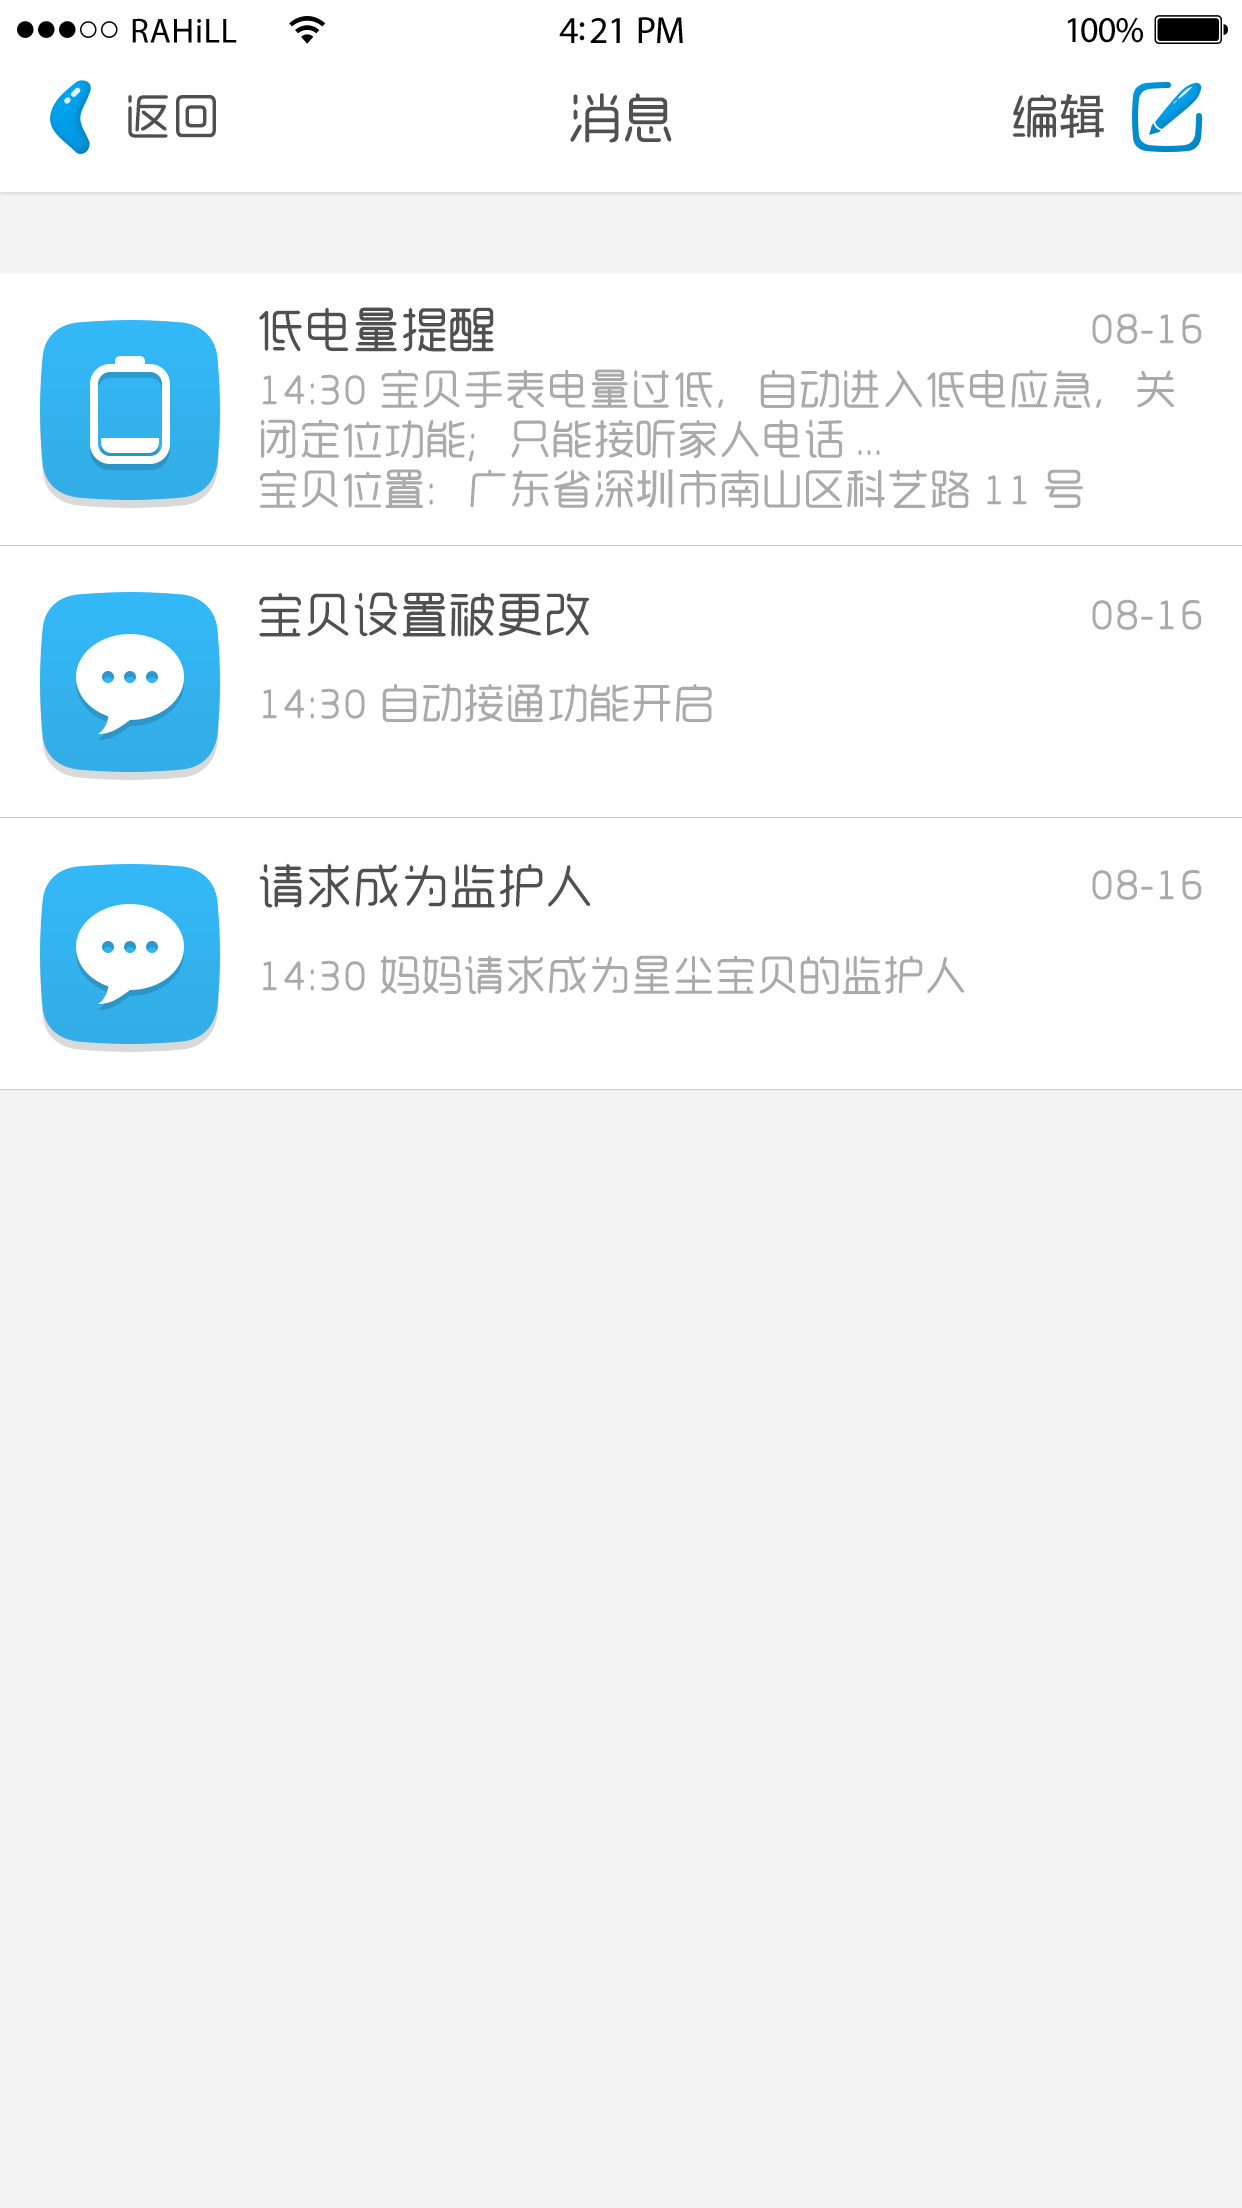 RAHiLL 4:21 PM 100%
返回 消息 编辑
低电量提醒 08-16
14:30 宝贝手表电量过低，自动进入低电应急，关
闭定位功能；只能接听家人电话 ...
宝贝位置：广东省深圳市南山区科艺路 11 号
宝贝设置被更改 08-16
14:30 自动接通功能开启
请求成为监护人 08-16
14:30 妈妈请求成为星尘宝贝的监护人